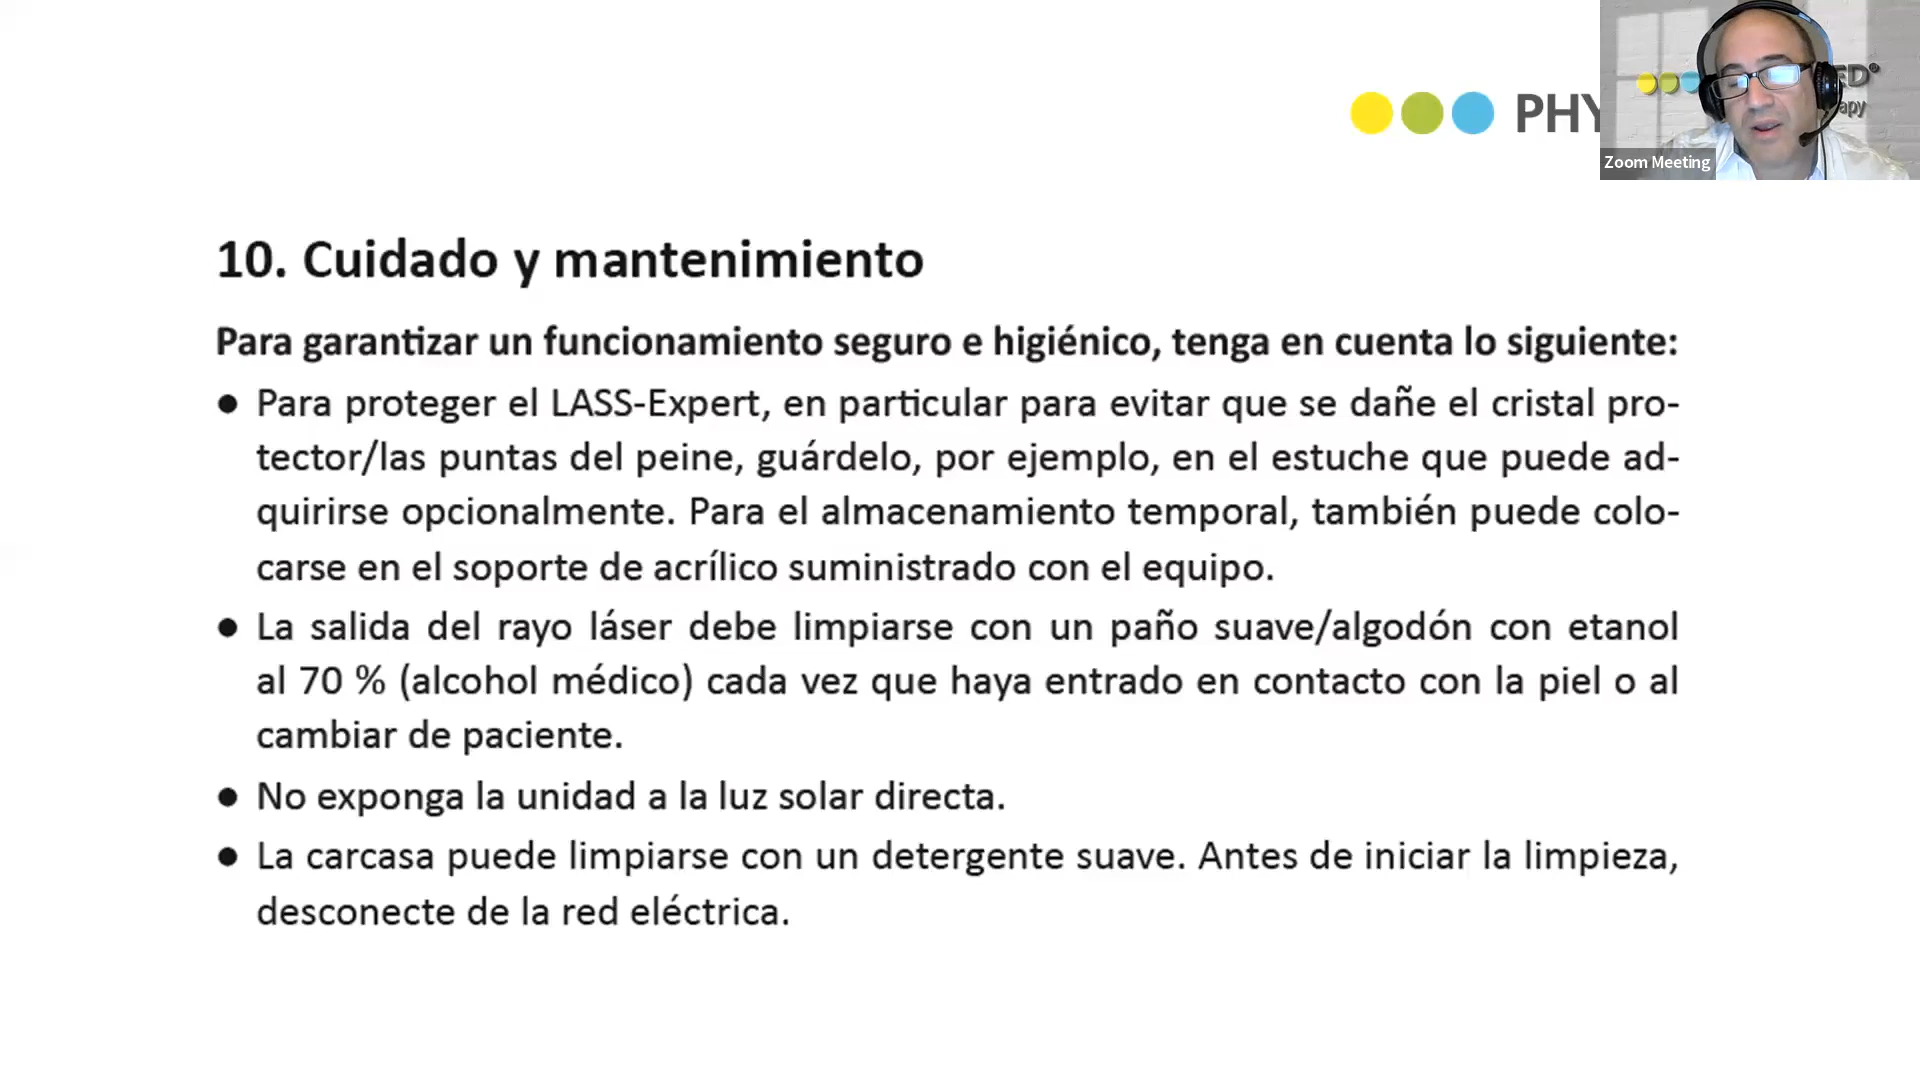 PHY
ED®
apy
Zoom Meeting
10. Cuidado y mantenimiento
Para garantizar un funcionamiento seguro e higiénico, tenga en cuenta lo siguiente:
● Para proteger el LASS-Expert, en particular para evitar que se dañe el cristal pro-
tector/las puntas del peine, guárdelo, por ejemplo, en el estuche que puede ad-
quirirse opcionalmente. Para el almacenamiento temporal, también puede colo-
carse en el soporte de acrílico suministrado con el equipo.
● La salida del rayo láser debe limpiarse con un paño suave/algodón con etanol
al 70 % (alcohol médico) cada vez que haya entrado en contacto con la piel o al
cambiar de paciente.
● No exponga la unidad a la luz solar directa.
● La carcasa puede limpiarse con un detergente suave. Antes de iniciar la limpieza,
desconecte de la red eléctrica.